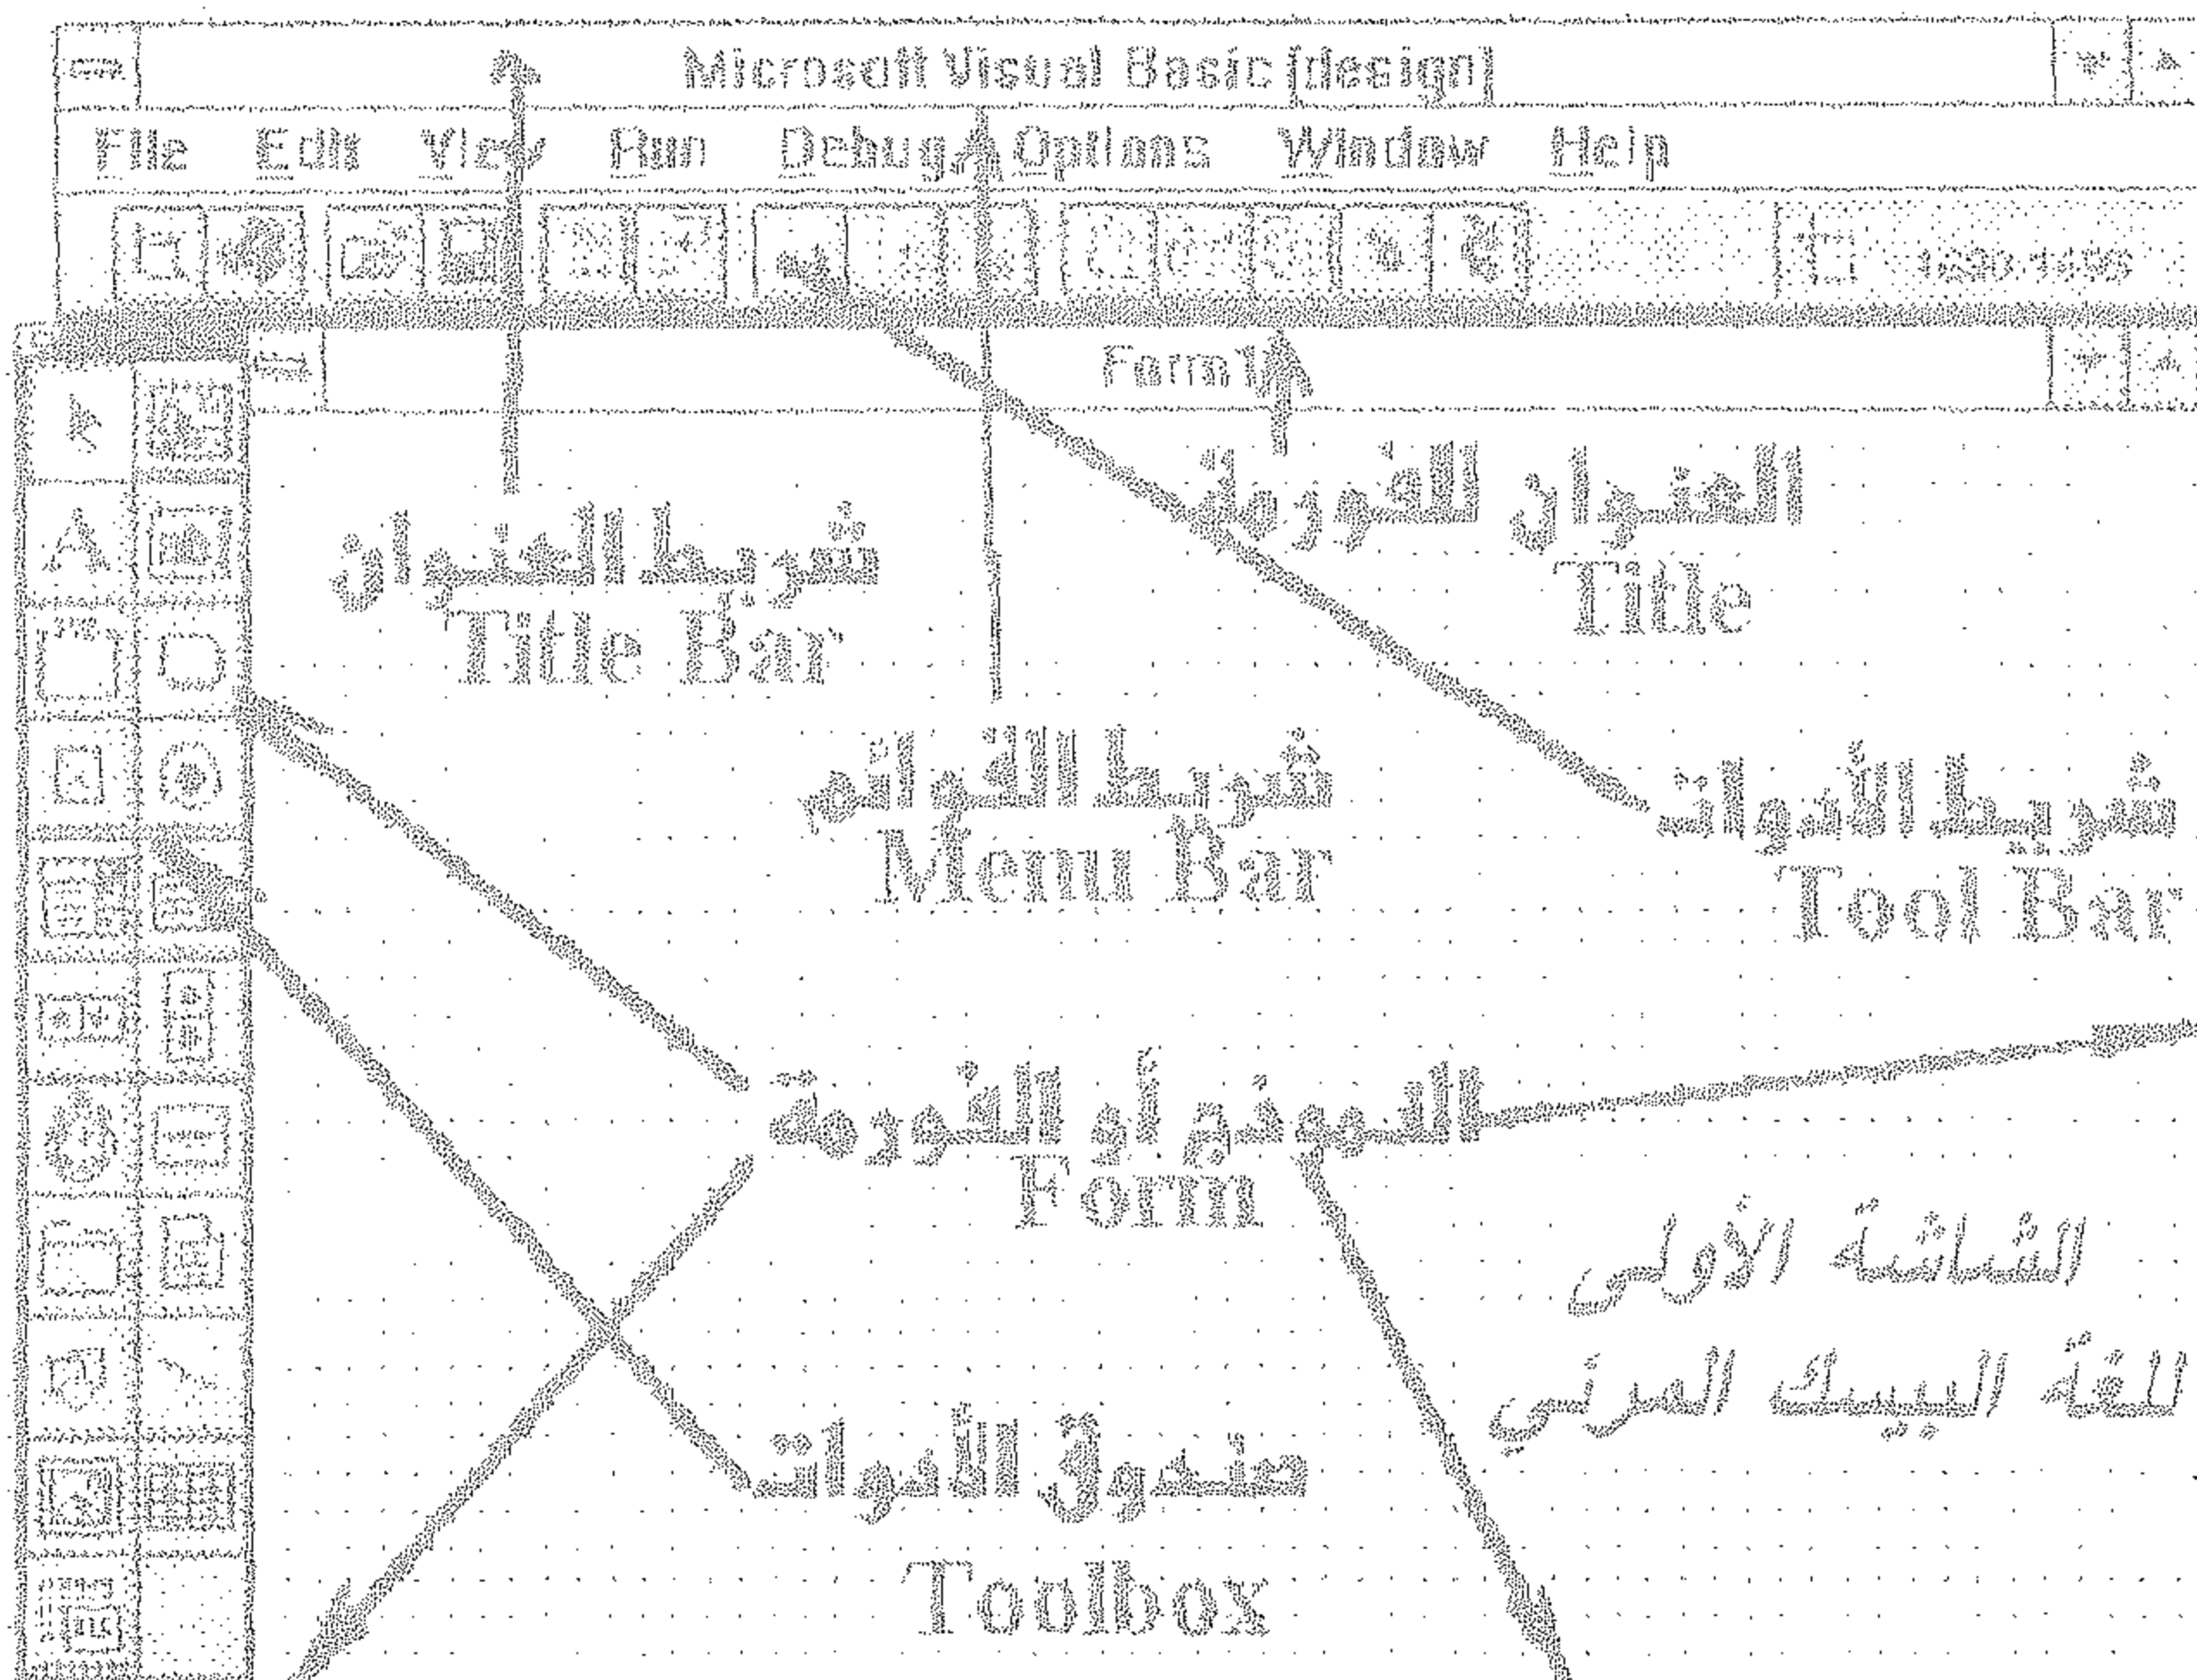 Microsoft Visual Basic [design]
File Edit View Run Debug Options Window Help
Form1
العنوان الفورمة
Title
شريط العنوان
Title Bar
شريط القوائم
Menu Bar
شريط الأدوات
Tool Bar
النموذج أو الفورمة
Form
الشاشة الأولى
للغة البيسك المرئي
صندوق الأدوات
Toolbox